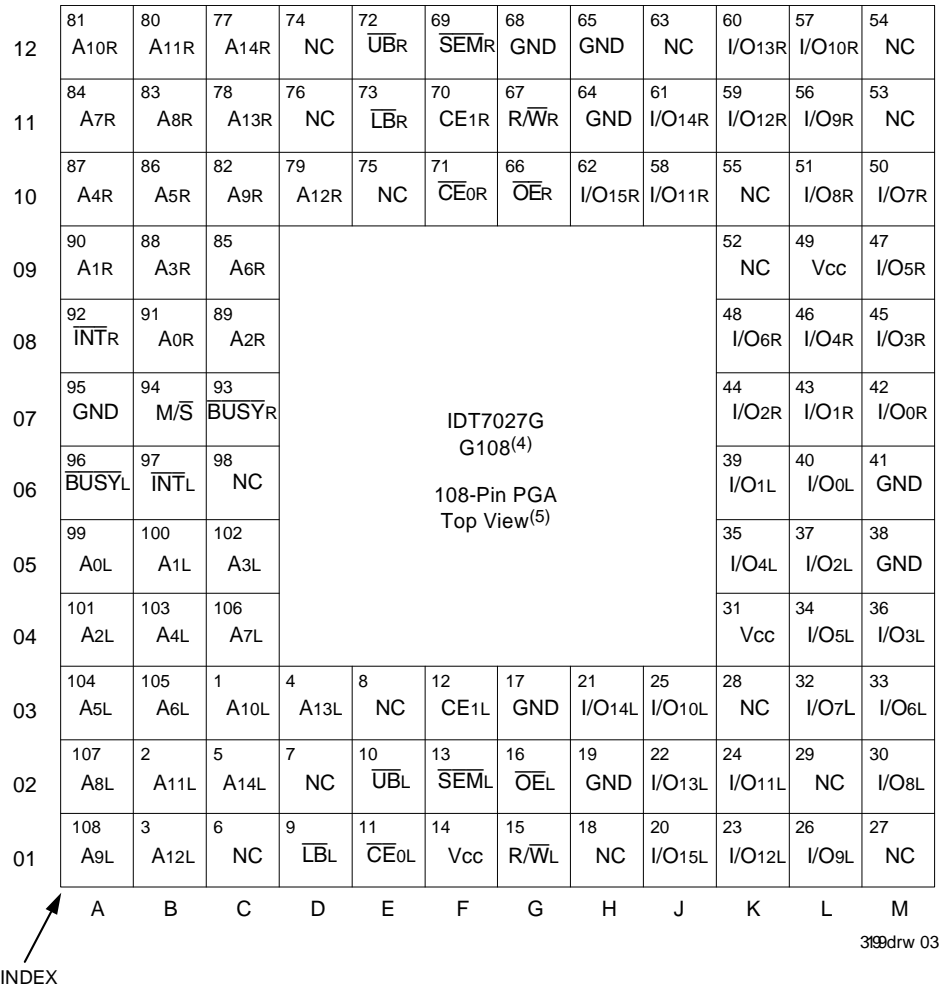 81 80 77 74 72 69 68 65 63 60 57 54
12 A10R A11R A14R NC UBR SEMR GND GND NC I/O13R I/O10R NC
84 83 78 76 73 70 67 64 61 59 56 53
11 A7R A8R A13R NC LBR CE1R R/WR GND I/O14R I/O12R I/O9R NC
87 86 82 79 75 71 66 62 58 55 51 50
10 A4R A5R A9R A12R NC CE0R OER I/O15R I/O11R NC I/O8R I/O7R
90 88 85 52 49 47
09 A1R A3R A6R NC Vcc I/O5R
92 91 89 48 46 45
08 INTR A0R A2R I/O6R I/O4R I/O3R
95 94 93 44 43 42
07 GND M/S BUSYR I/O2R I/O1R I/O0R
IDT7027G
G108(4)
96 97 98 39 40 41
06 BUSYL INTL NC I/O1L I/O0L GND
108-Pin PGA
Top View(5)
99 100 102 35 37 38
05 A0L A1L A3L I/O4L I/O2L GND
101 103 106 31 34 36
04 A2L A4L A7L Vcc I/O5L I/O3L
104 105 1 4 8 12 17 21 25 28 32 33
03 A5L A6L A10L A13L NC CE1L GND I/O14L I/O10L NC I/O7L I/O6L
107 2 5 7 10 13 16 19 22 24 29 30
02 A8L A11L A14L NC UBL SEML OEL GND I/O13L I/O11L NC I/O8L
108 3 6 9 11 14 15 18 20 23 26 27
01 A9L A12L NC LBL CE0L Vcc R/WL NC I/O15L I/O12L I/O9L NC
A B C D E F G H J K L M
drw 03
INDEX